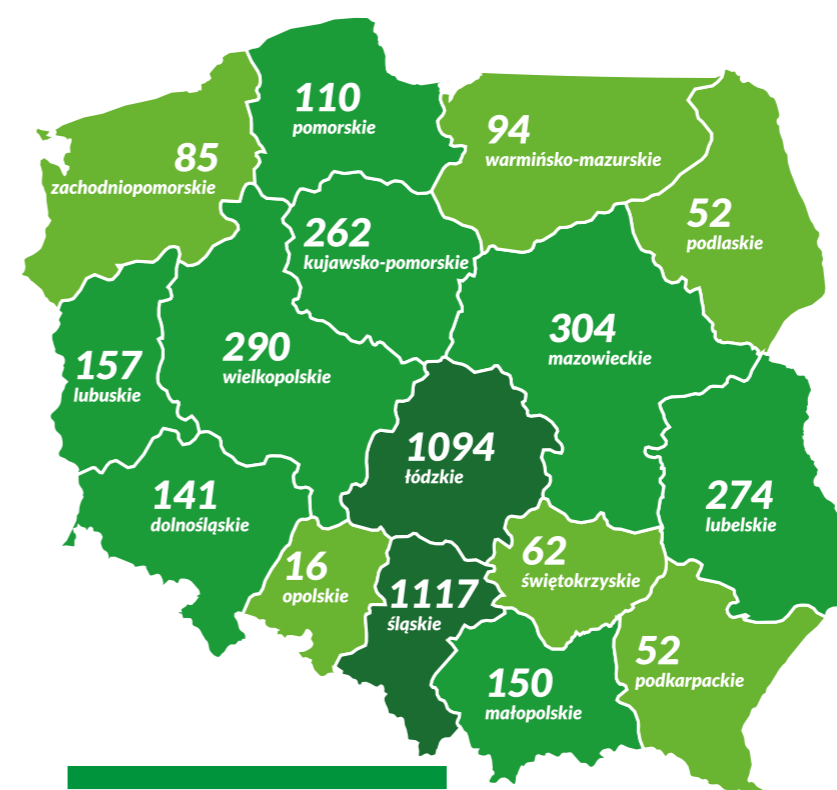 110
pomorskie
94
warmińsko-mazurskie
85
zachodniopomorskie
52
podlaskie
262
kujawsko-pomorskie
304
mazowieckie
290
wielkopolskie
157
lubuskie
1094
łódzkie
141
dolnośląskie
274
lubelskie
62
świętokrzyskie
16
opolskie
1117
śląskie
52
podkarpackie
150
małopolskie